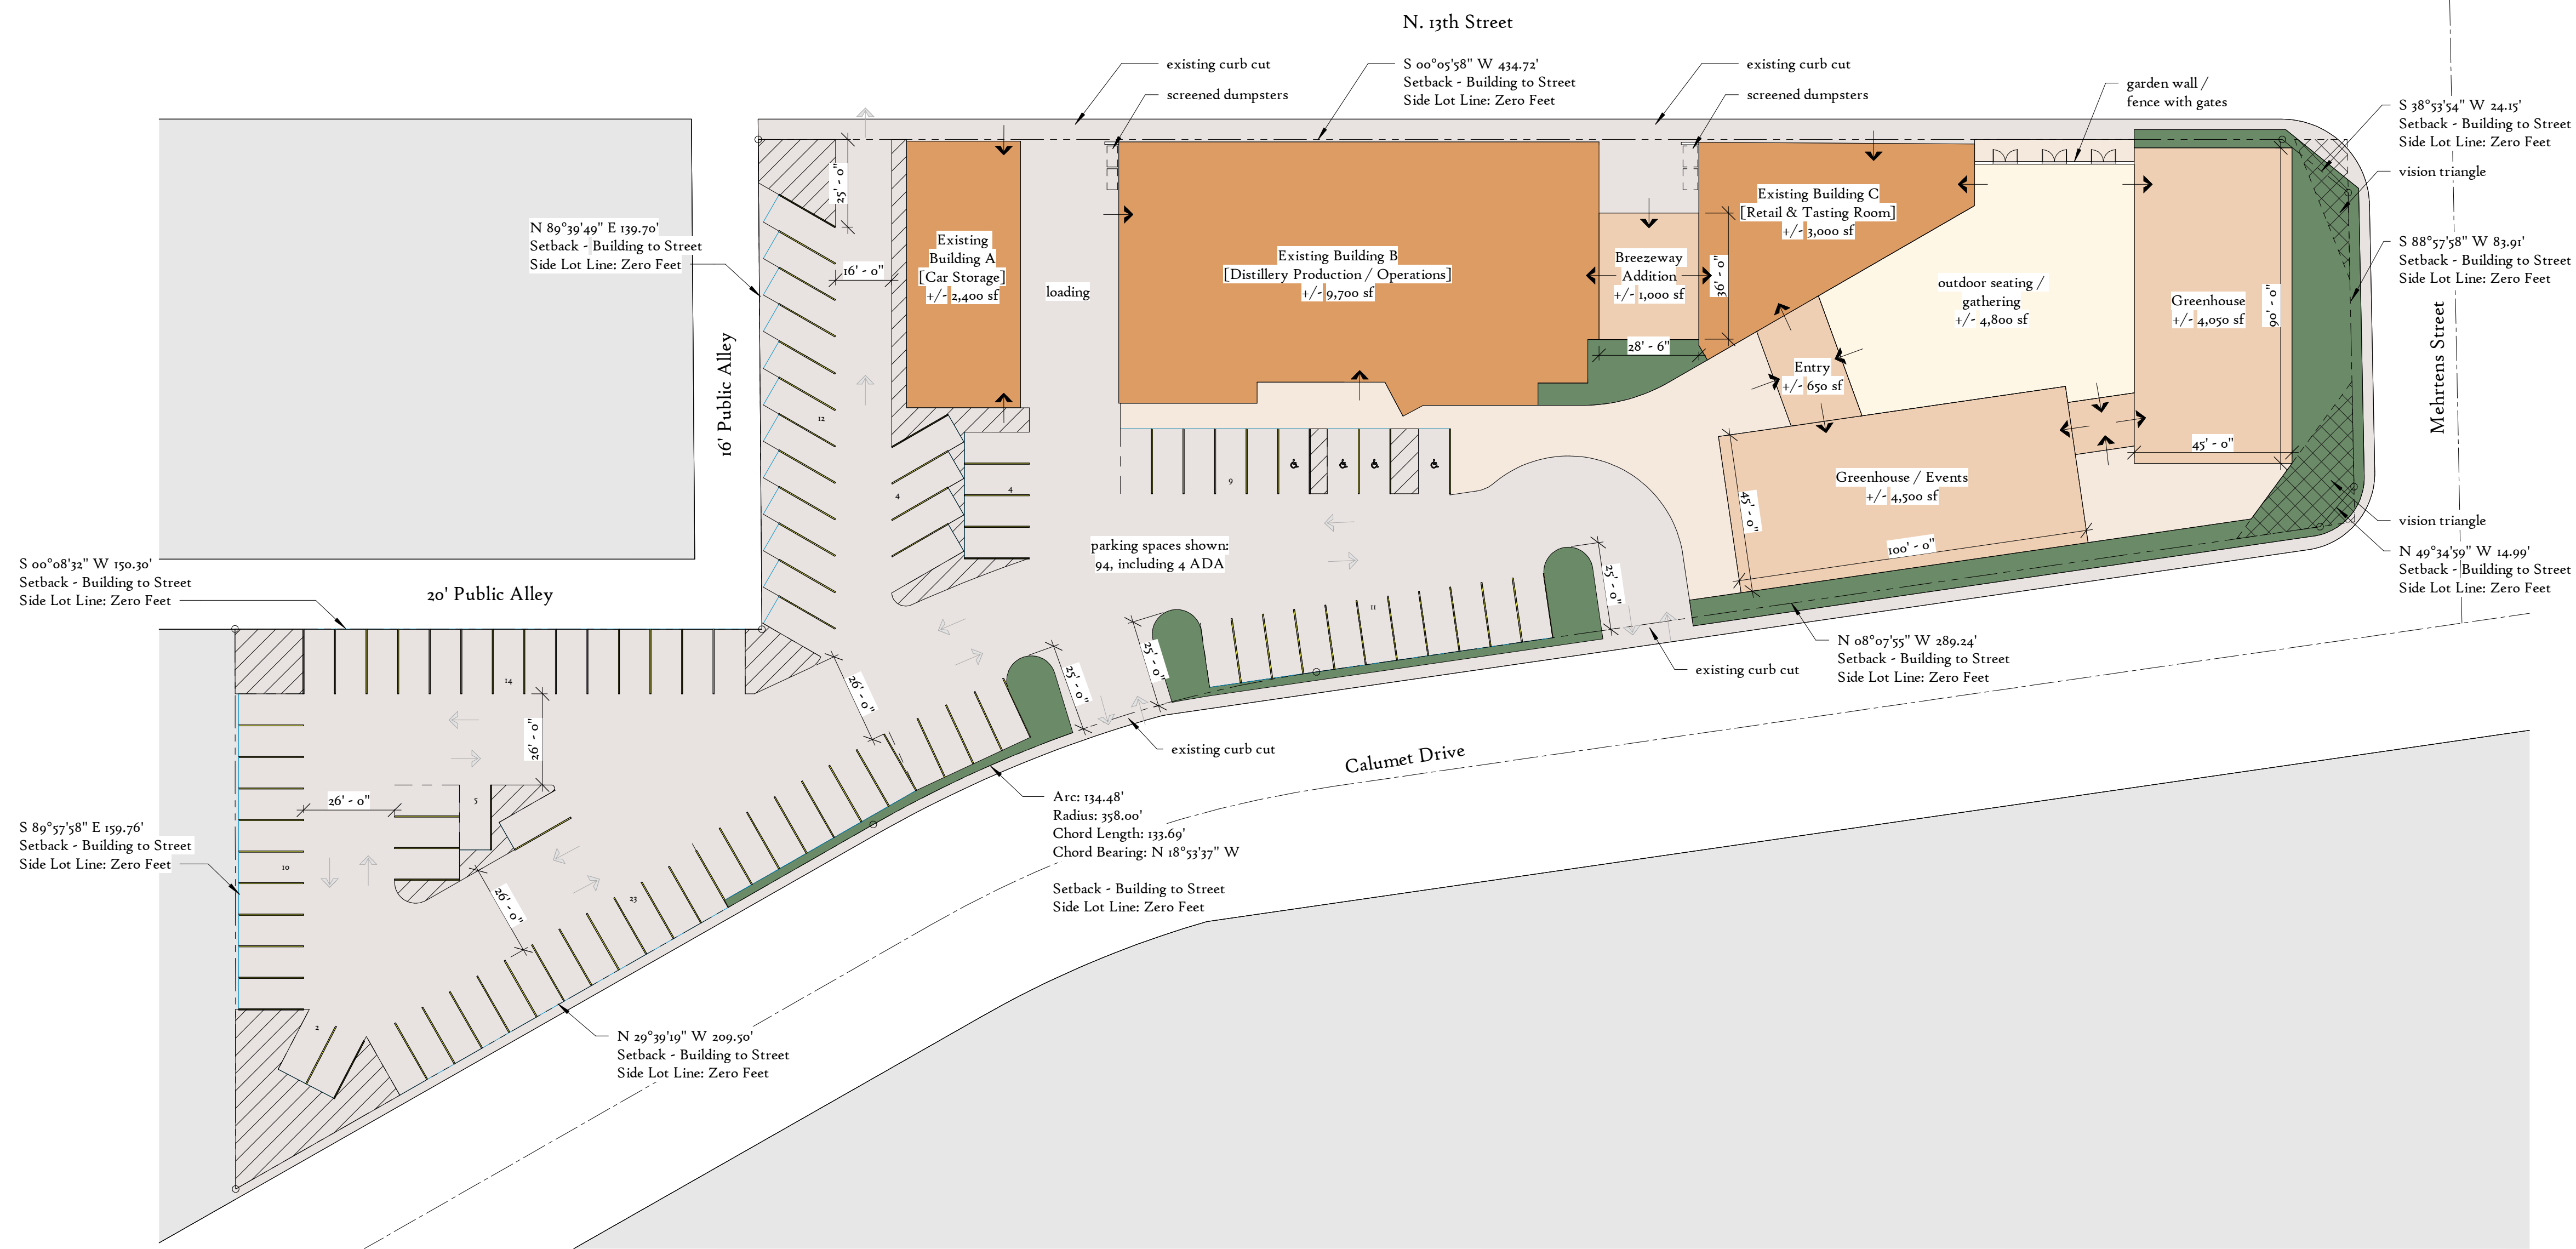 N. 13th Street
existing curb cut
screened dumpsters
S 00°05'58" W 434.72'
Setback - Building to Street
Side Lot Line: Zero Feet
existing curb cut
screened dumpsters
garden wall /
fence with gates
S 38°53'54" W 24.15'
Setback - Building to Street
Side Lot Line: Zero Feet
vision triangle
N 89°39'49" E 139.70'
Setback - Building to Street
Side Lot Line: Zero Feet
25' - 0"
16' - 0"
Existing
Building A
[Car Storage]
+/- 2,400 sf
loading
Existing Building B
[Distillery Production / Operations]
+/- 9,700 sf
Breezeway
Addition
+/- 1,000 sf
36' - 0"
28' - 6"
Existing Building C
[Retail & Tasting Room]
+/- 3,000 sf
outdoor seating /
gathering
+/- 4,800 sf
Greenhouse
+/- 4,050 sf
90' - 0"
45' - 0"
S 88°57'58" W 83.91'
Setback - Building to Street
Side Lot Line: Zero Feet
Mehrtens Street
16' Public Alley
Entry
+/- 650 sf
12
4
4
9
Greenhouse / Events
+/- 4,500 sf
45' - 0"
100' - 0"
vision triangle
N 49°34'59" W 14.99'
Setback - Building to Street
Side Lot Line: Zero Feet
parking spaces shown:
94, including 4 ADA
S 00°08'32" W 150.30'
Setback - Building to Street
Side Lot Line: Zero Feet
20' Public Alley
11
25' - 0"
25' - 0"
25' - 0"
N 08°07'55" W 289.24'
Setback - Building to Street
Side Lot Line: Zero Feet
existing curb cut
14
26' - 0"
26' - 0"
existing curb cut
Calumet Drive
26' - 0"
5
Arc: 134.48'
Radius: 358.00'
Chord Length: 133.69'
Chord Bearing: N 18°53'37" W
Setback - Building to Street
Side Lot Line: Zero Feet
S 89°57'58" E 159.76'
Setback - Building to Street
Side Lot Line: Zero Feet
10
26' - 0"
23
2
N 29°39'19" W 209.50'
Setback - Building to Street
Side Lot Line: Zero Feet